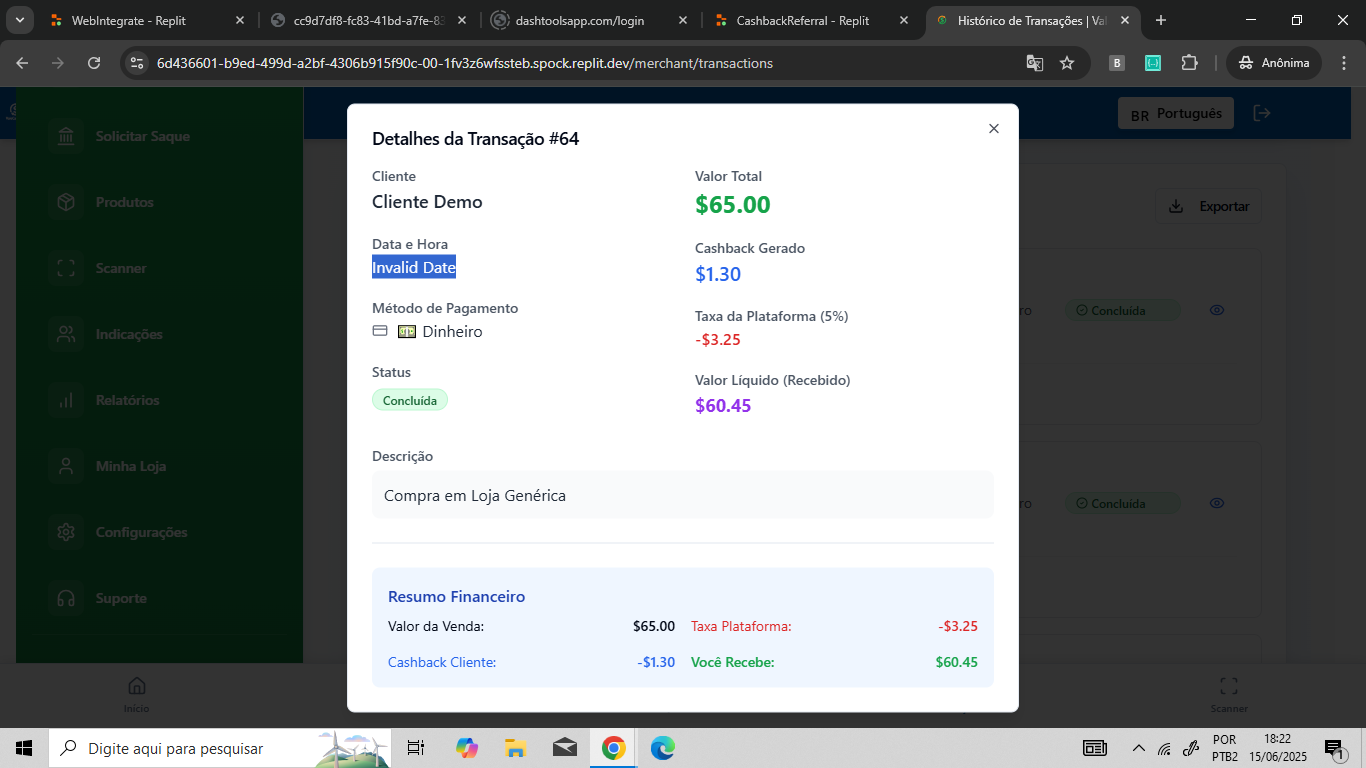 WebIntegrate - Replit
cc9d7df8-fc83-41bd-a7fe-83
dashtoolsapp.com/login
CashbackReferral - Replit
Histórico de Transações | Val
6d436601-b9ed-499d-a2bf-4306b915f90c-00-1fv3z6wfssteb.spock.replit.dev/merchant/transactions
B
Anônima
BR Português
Solicitar Saque
Produtos
Scanner
Indicações
Relatórios
Minha Loja
Configurações
Suporte
Exportar
ro
Concluída
ro
Concluída
Detalhes da Transação #64
Cliente
Cliente Demo
Data e Hora
Invalid Date
Método de Pagamento
Dinheiro
Status
Concluída
Valor Total
$65.00
Cashback Gerado
$1.30
Taxa da Plataforma (5%)
-$3.25
Valor Líquido (Recebido)
$60.45
Descrição
Compra em Loja Genérica
Resumo Financeiro
Valor da Venda: $65.00 Taxa Plataforma: -$3.25
Cashback Cliente: -$1.30 Você Recebe: $60.45
Início
Scanner
Digite aqui para pesquisar
POR
PTB2
18:22
15/06/2025
1